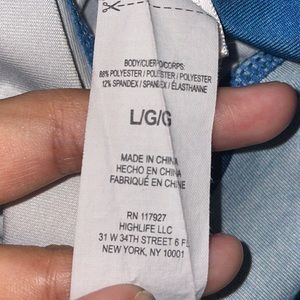 BODY/CUERPO/CORPS:
88% POLYESTER / POLYESTER / POLYESTER
12% SPANDEX / SPANDEX / ÉLASTHANNE
L/G/G
MADE IN CHINA
HECHO EN CHINA
FABRIQUÉ EN CHINE
RN 117927
HIGHLIFE LLC
31 W 34TH STREET 6 FL
NEW YORK, NY 10001